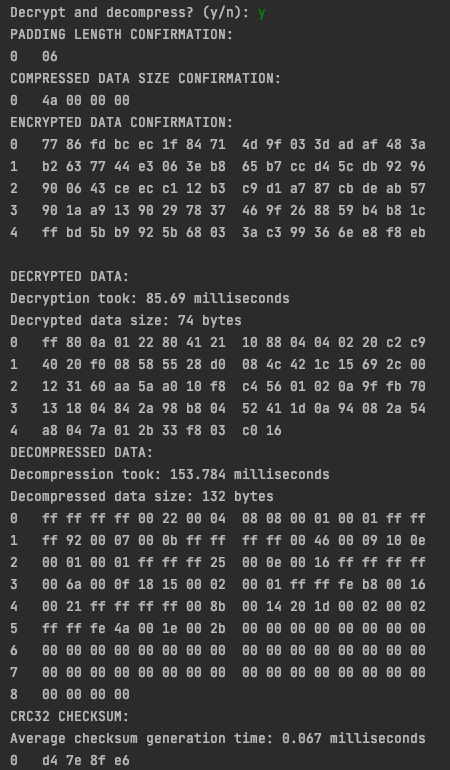 Decrypt and decompress? (y/n): y
PADDING LENGTH CONFIRMATION:
0 06
COMPRESSED DATA SIZE CONFIRMATION:
0 4a 00 00 00
ENCRYPTED DATA CONFIRMATION:
0 77 86 fd bc ec 1f 84 71 4d 9f 03 3d ad af 48 3a
1 b2 63 77 44 e3 06 3e b8 65 b7 cc d4 5c db 92 96
2 90 06 43 ce ec c1 12 b3 c9 d1 a7 87 cb de ab 57
3 90 1a a9 13 90 29 78 37 46 9f 26 88 59 b4 b8 1c
4 ff bd 5b b9 92 5b 68 03 3a c3 99 36 6e e8 f8 eb
DECRYPTED DATA:
Decryption took: 85.69 milliseconds
Decrypted data size: 74 bytes
0 ff 80 0a 01 22 80 41 21 10 88 04 04 02 20 c2 c9
1 40 20 f0 08 58 55 28 d0 08 4c 42 1c 15 69 2c 00
2 12 31 60 aa 5a a0 10 f8 c4 56 01 02 0a 9f fb 70
3 13 18 04 84 2a 98 b8 04 52 41 1d 0a 94 08 2a 54
4 a8 04 7a 01 2b 33 f8 03 c0 16
DECOMPRESSED DATA:
Decompression took: 153.784 milliseconds
Decompressed data size: 132 bytes
0 ff ff ff ff 00 22 00 04 08 08 00 01 00 01 ff ff
1 ff 92 00 07 00 0b ff ff ff ff 00 46 00 09 10 0e
2 00 01 00 01 ff ff ff 25 00 0e 00 16 ff ff ff ff
3 00 6a 00 0f 18 15 00 02 00 01 ff ff fe b8 00 16
4 00 21 ff ff ff ff 00 8b 00 14 20 1d 00 02 00 02
5 ff ff fe 4a 00 1e 00 2b 00 00 00 00 00 00 00 00
6 00 00 00 00 00 00 00 00 00 00 00 00 00 00 00 00
7 00 00 00 00 00 00 00 00 00 00 00 00 00 00 00 00
8 00 00 00 00
CRC32 CHECKSUM:
Average checksum generation time: 0.067 milliseconds
0 d4 7e 8f e6